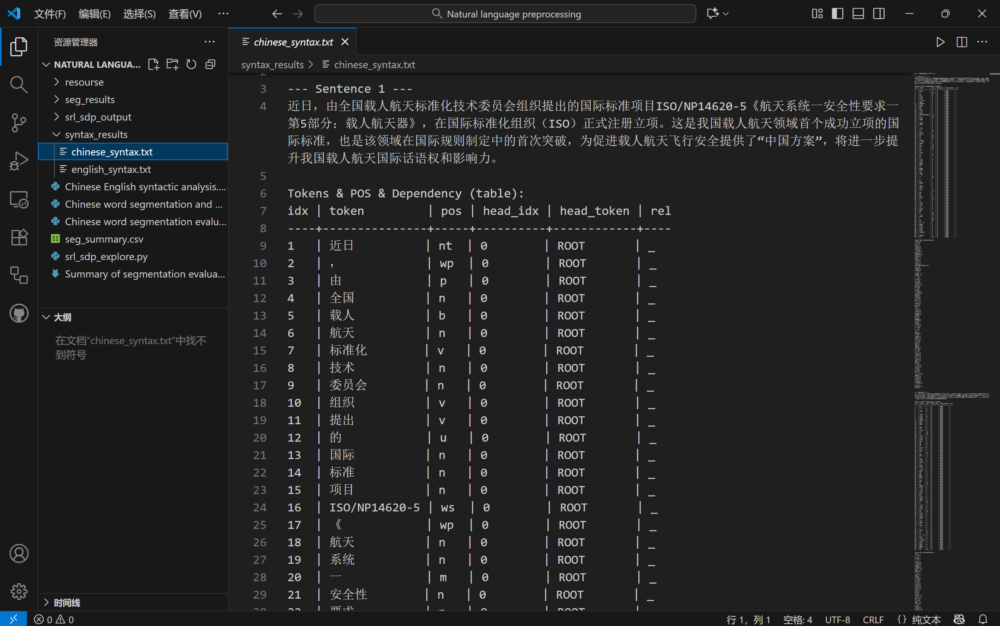 文件(F) 编辑(E) 选择(S) 查看(V) ··· Natural language preprocessing
资源管理器
NATURAL LANGUA...
resourse
seg_results
srl_sdp_output
syntax_results
chinese_syntax.txt
english_syntax.txt
Chinese English syntactic analysis....
Chinese word segmentation and ...
Chinese word segmentation evalu...
seg_summary.csv
srl_sdp_explore.py
Summary of segmentation evalua...
大纲
在文档“chinese_syntax.txt”中找不
到符号
时间线
chinese_syntax.txt
syntax_results > chinese_syntax.txt
3 --- Sentence 1 ---
4 近日，由全国载人航天标准化技术委员会组织提出的国际标准项目ISO/NP14620-5《航天系统一安全性要求一
第5部分：载人航天器》，在国际标准化组织（ISO）正式注册立项。这是我国载人航天领域首个成功立项的国
际标准，也是该领域在国际规则制定中的首次突破，为促进载人航天飞行安全提供了“中国方案”，将进一步提
升我国载人航天国际话语权和影响力。
5
6 Tokens & POS & Dependency (table):
7 idx | token | pos | head_idx | head_token | rel
8 ----+---------------+-----+----------+------------+----
9 1 | 近日 | nt | 0 | ROOT | _
10 2 | ， | wp | 0 | ROOT | _
11 3 | 由 | p | 0 | ROOT | _
12 4 | 全国 | n | 0 | ROOT | _
13 5 | 载人 | b | 0 | ROOT | _
14 6 | 航天 | n | 0 | ROOT | _
15 7 | 标准化 | v | 0 | ROOT | _
16 8 | 技术 | n | 0 | ROOT | _
17 9 | 委员会 | n | 0 | ROOT | _
18 10 | 组织 | v | 0 | ROOT | _
19 11 | 提出 | v | 0 | ROOT | _
20 12 | 的 | u | 0 | ROOT | _
21 13 | 国际 | n | 0 | ROOT | _
22 14 | 标准 | n | 0 | ROOT | _
23 15 | 项目 | n | 0 | ROOT | _
24 16 | ISO/NP14620-5 | ws | 0 | ROOT | _
25 17 | 《 | wp | 0 | ROOT | _
26 18 | 航天 | n | 0 | ROOT | _
27 19 | 系统 | n | 0 | ROOT | _
28 20 | 一 | m | 0 | ROOT | _
29 21 | 安全性 | n | 0 | ROOT | _
0 0 行 1，列 1 空格: 4 UTF-8 CRLF {} 纯文本